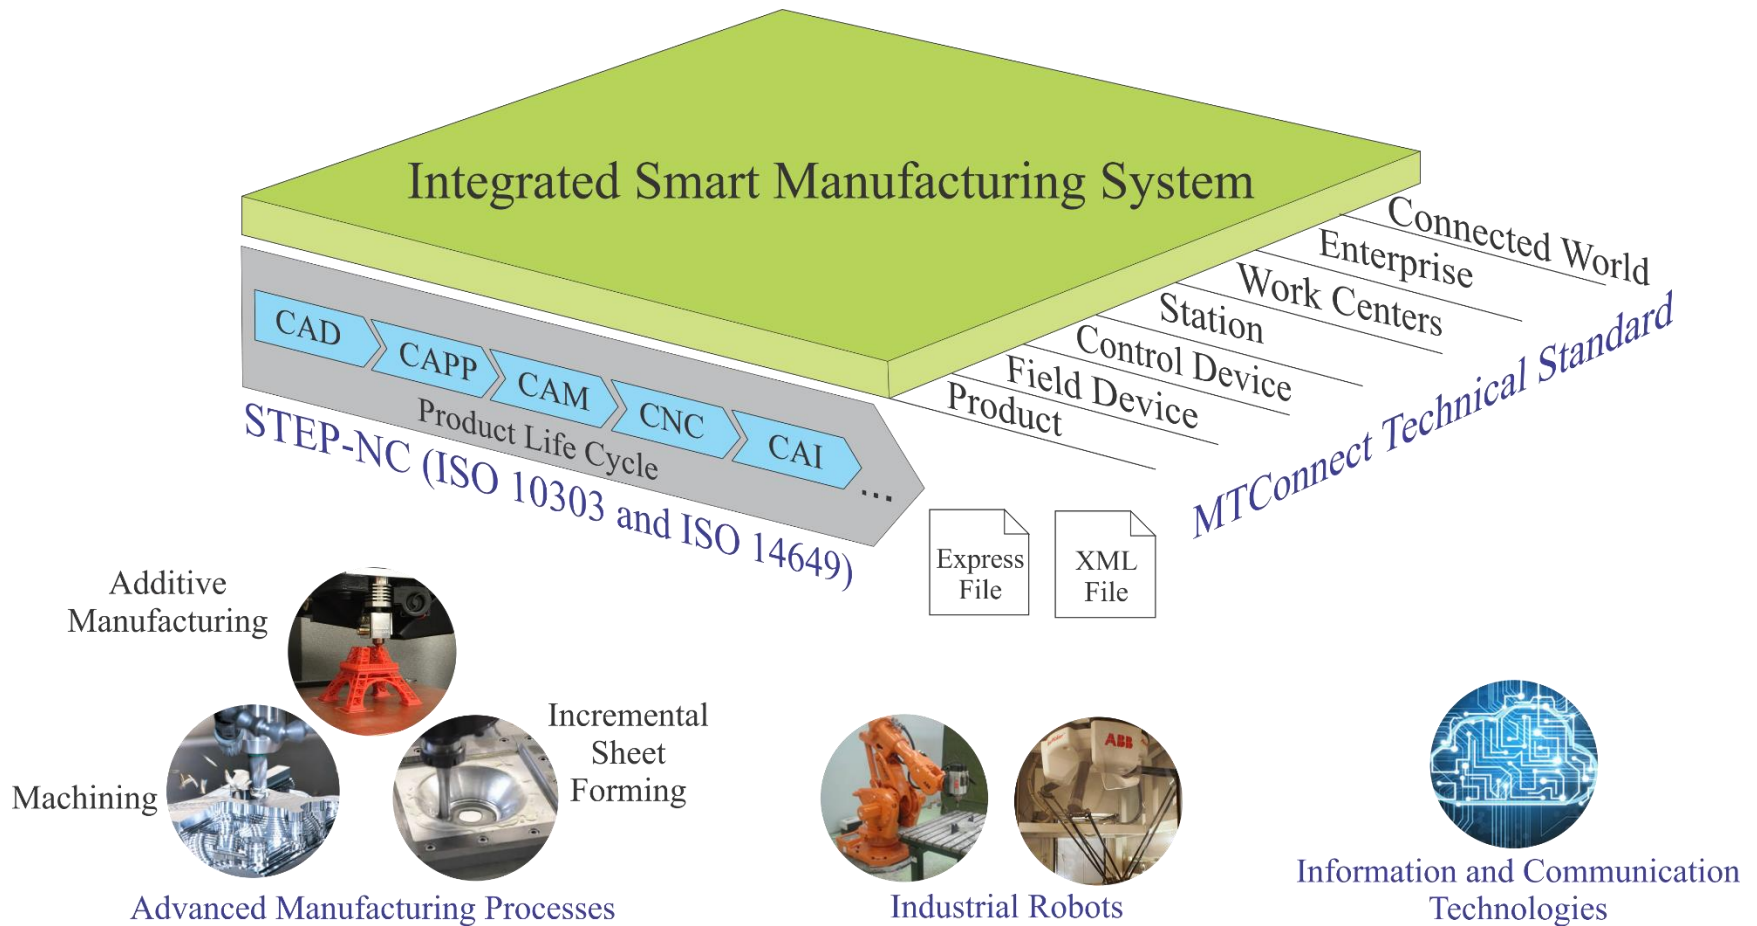 Integrated Smart Manufacturing System
Connected World
Enterprise
Work Centers
Station
Control Device
Field Device
Product
MTConnect Technical Standard
CAD
CAPP
CAM
CNC
CAI
...
Product Life Cycle
STEP-NC (ISO 10303 and ISO 14649)
Express
File
XML
File
Additive
Manufacturing
Machining
Incremental
Sheet
Forming
Advanced Manufacturing Processes
ABB
Industrial Robots
Information and Communication
Technologies